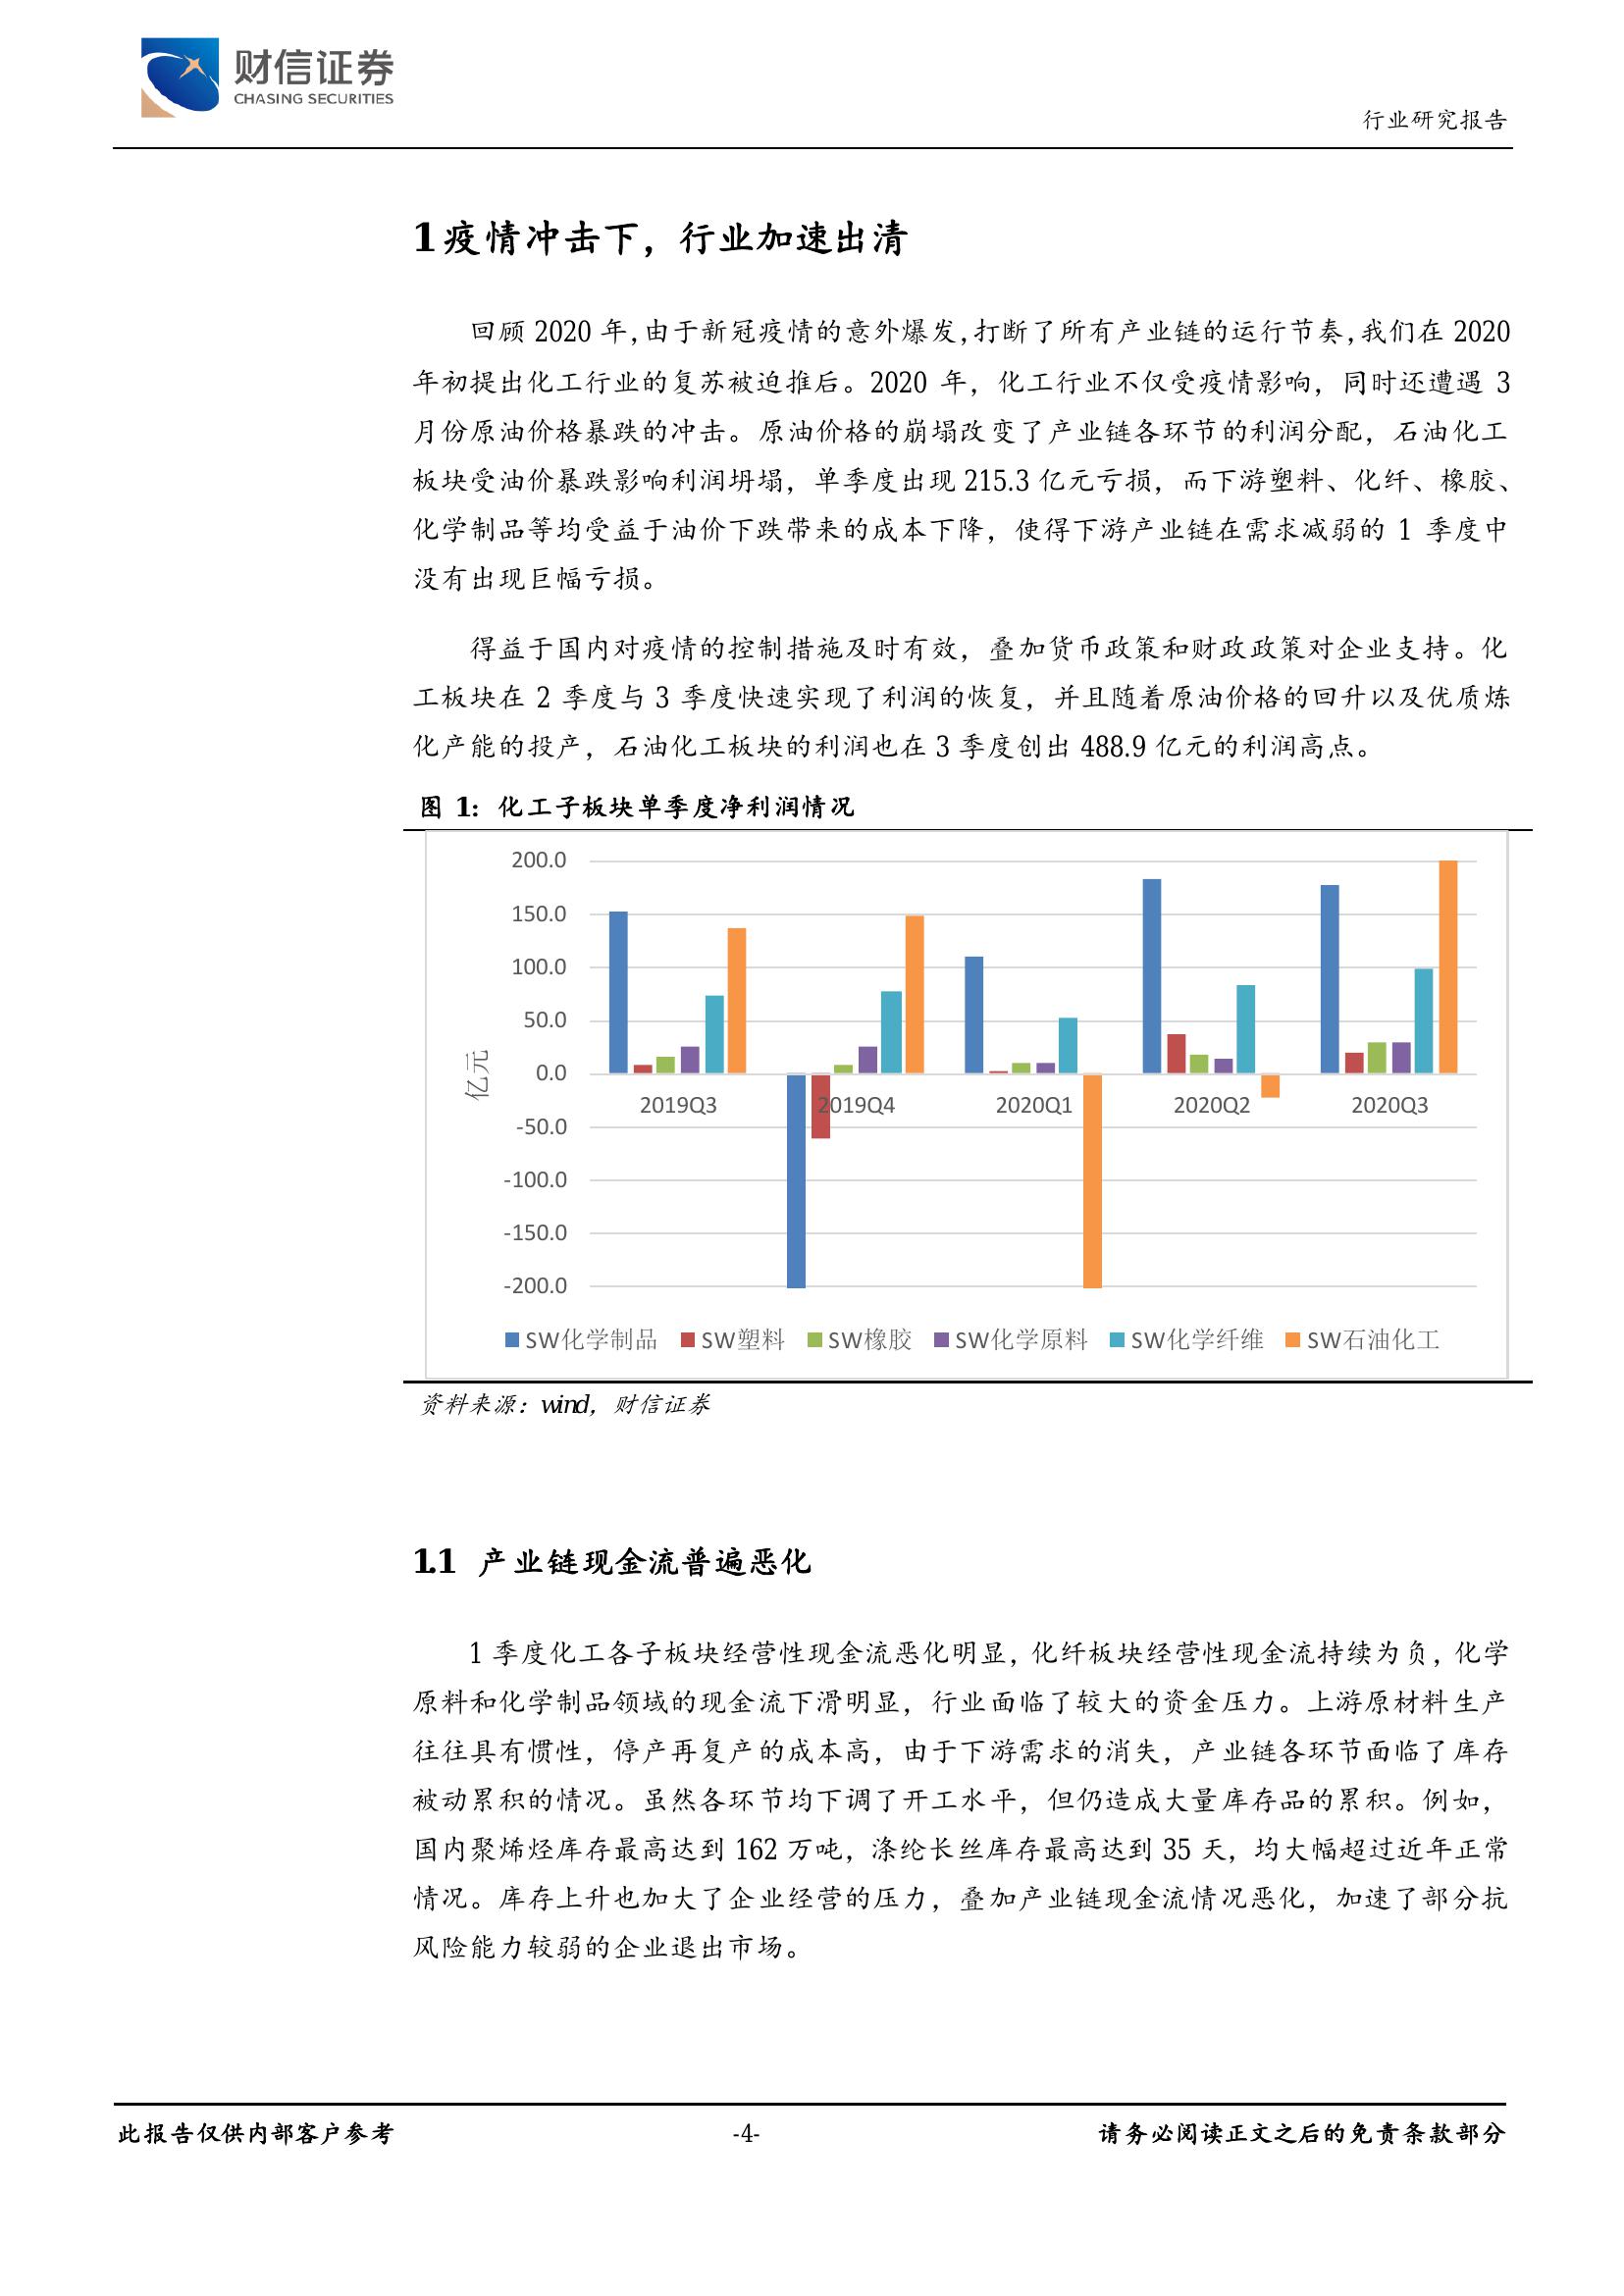 财信证券
CHASING SECURITIES
行业研究报告
1 疫情冲击下，行业加速出清
回顾 2020 年,由于新冠疫情的意外爆发,打断了所有产业链的运行节奏,我们在 2020
年初提出化工行业的复苏被迫推后。2020 年，化工行业不仅受疫情影响，同时还遭遇 3
月份原油价格暴跌的冲击。原油价格的崩塌改变了产业链各环节的利润分配，石油化工
板块受油价暴跌影响利润坍塌，单季度出现 215.3 亿元亏损，而下游塑料、化纤、橡胶、
化学制品等均受益于油价下跌带来的成本下降，使得下游产业链在需求减弱的 1 季度中
没有出现巨幅亏损。
得益于国内对疫情的控制措施及时有效，叠加货币政策和财政政策对企业支持。化
工板块在 2 季度与 3 季度快速实现了利润的恢复，并且随着原油价格的回升以及优质炼
化产能的投产，石油化工板块的利润也在 3 季度创出 488.9 亿元的利润高点。
图 1：化工子板块单季度净利润情况
200.0
150.0
100.0
50.0
0.0
-50.0
-100.0
-150.0
-200.0
亿元
2019Q3 2019Q4 2020Q1 2020Q2 2020Q3
SW化学制品 SW塑料 SW橡胶 SW化学原料 SW化学纤维 SW石油化工
资料来源：wind，财信证券
1.1 产业链现金流普遍恶化
1 季度化工各子板块经营性现金流恶化明显，化纤板块经营性现金流持续为负，化学
原料和化学制品领域的现金流下滑明显，行业面临了较大的资金压力。上游原材料生产
往往具有惯性，停产再复产的成本高，由于下游需求的消失，产业链各环节面临了库存
被动累积的情况。虽然各环节均下调了开工水平，但仍造成大量库存品的累积。例如，
国内聚烯烃库存最高达到 162 万吨，涤纶长丝库存最高达到 35 天，均大幅超过近年正常
情况。库存上升也加大了企业经营的压力，叠加产业链现金流情况恶化，加速了部分抗
风险能力较弱的企业退出市场。
此报告仅供内部客户参考
-4-
请务必阅读正文之后的免责条款部分